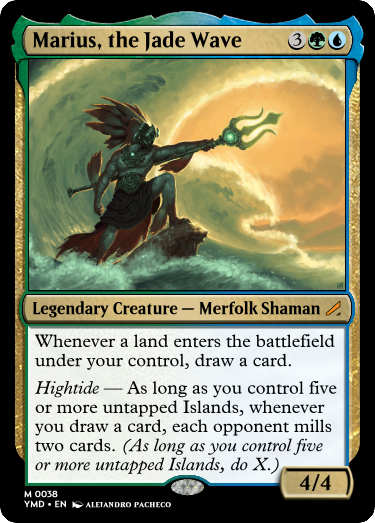 Marius, the Jade Wave 3
Legendary Creature — Merfolk Shaman
Whenever a land enters the battlefield
under your control, draw a card.
Hightide — As long as you control five
or more untapped Islands, whenever
you draw a card, each opponent mills
two cards. (As long as you control five
or more untapped Islands, do X.)
4/4
M 0038
YMD • EN ALEJANDRO PACHECO